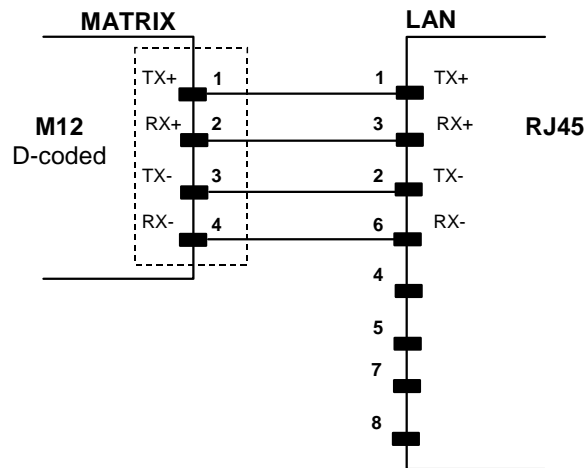 MATRIX LAN
TX+ 1 1 TX+
M12 RX+ 2 3 RX+ RJ45
D-coded
TX- 3 2 TX-
RX- 4 6 RX-
4
5
7
8